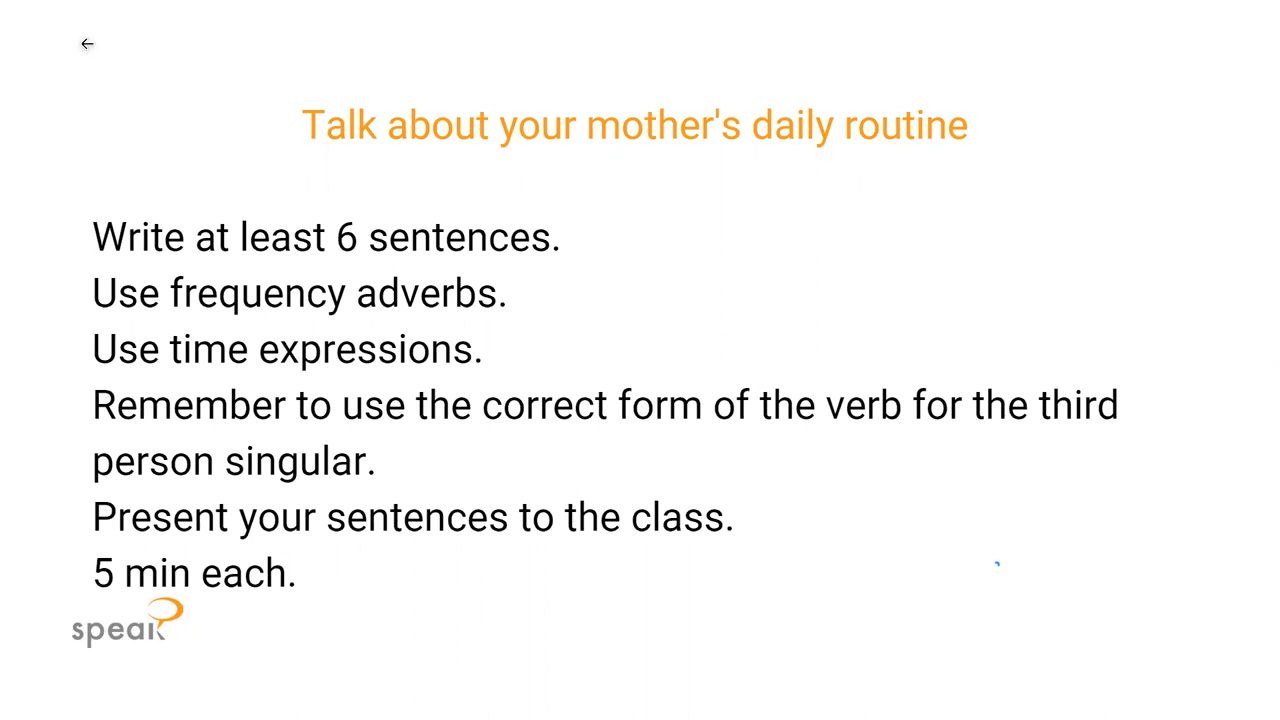 Talk about your mother's daily routine
Write at least 6 sentences.
Use frequency adverbs.
Use time expressions.
Remember to use the correct form of the verb for the third
person singular.
Present your sentences to the class.
5 min each.
speak